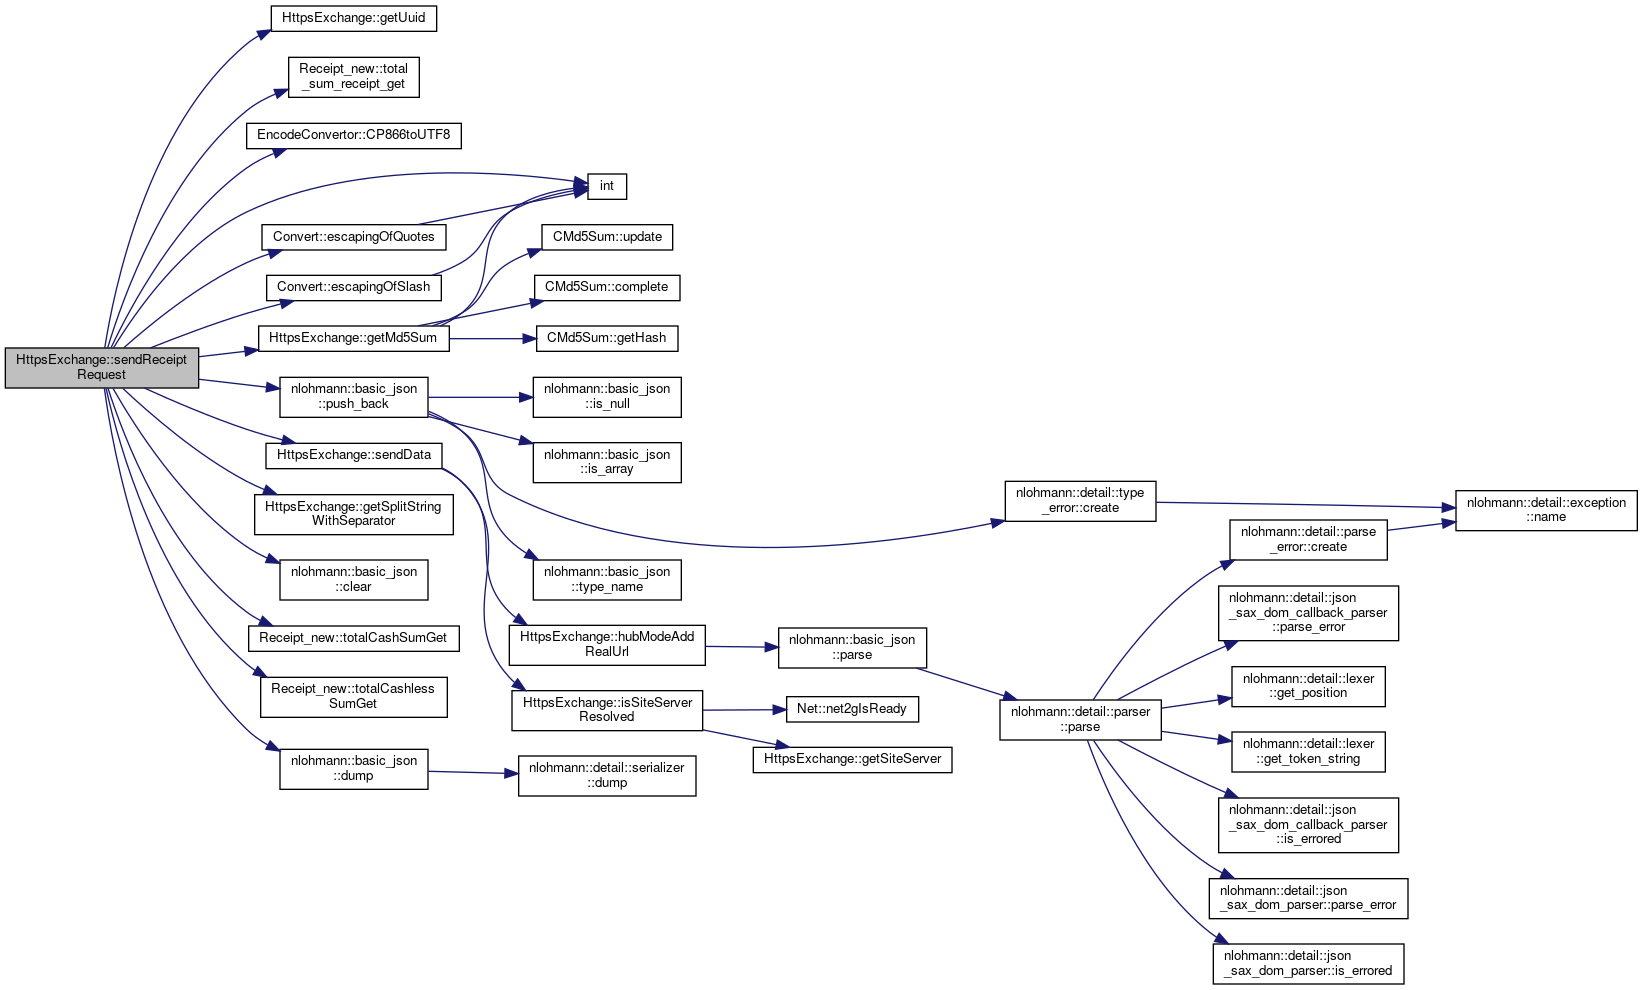 HttpsExchange::sendReceipt
Request
HttpsExchange::getUuid
Receipt_new::total
_sum_receipt_get
EncodeConvertor::CP866toUTF8
int
Convert::escapingOfQuotes
Convert::escapingOfSlash
HttpsExchange::getMd5Sum
CMd5Sum::update
CMd5Sum::complete
CMd5Sum::getHash
nlohmann::basic_json
::push_back
nlohmann::basic_json
::is_null
nlohmann::basic_json
::is_array
nlohmann::detail::type
_error::create
nlohmann::detail::exception
::name
nlohmann::basic_json
::type_name
HttpsExchange::sendData
HttpsExchange::hubModeAdd
RealUrl
nlohmann::basic_json
::parse
nlohmann::detail::parser
::parse
nlohmann::detail::parse
_error::create
nlohmann::detail::json
_sax_dom_callback_parser
::parse_error
nlohmann::detail::lexer
::get_position
nlohmann::detail::lexer
::get_token_string
nlohmann::detail::json
_sax_dom_callback_parser
::is_errored
nlohmann::detail::json
_sax_dom_parser::parse_error
nlohmann::detail::json
_sax_dom_parser::is_errored
HttpsExchange::isSiteServer
Resolved
Net::net2gIsReady
HttpsExchange::getSiteServer
HttpsExchange::getSplitString
WithSeparator
nlohmann::basic_json
::clear
Receipt_new::totalCashSumGet
Receipt_new::totalCashless
SumGet
nlohmann::basic_json
::dump
nlohmann::detail::serializer
::dump